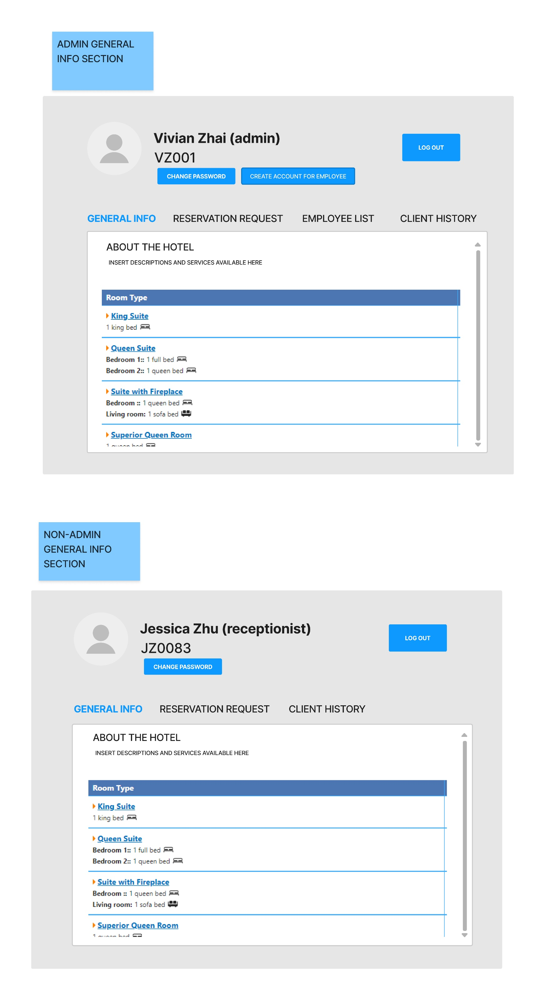 ADMIN GENERAL
INFO SECTION
Vivian Zhai (admin)
VZ001
LOG OUT
CHANGE PASSWORD
CREATE ACCOUNT FOR EMPLOYEE
GENERAL INFO
RESERVATION REQUEST
EMPLOYEE LIST
CLIENT HISTORY
ABOUT THE HOTEL
INSERT DESCRIPTIONS AND SERVICES AVAILABLE HERE
Room Type
King Suite
1 king bed
Queen Suite
Bedroom 1:: 1 full bed
Bedroom 2:: 1 queen bed
Suite with Fireplace
Bedroom :: 1 queen bed
Living room: 1 sofa bed
Superior Queen Room
1 queen bed
NON-ADMIN
GENERAL INFO
SECTION
Jessica Zhu (receptionist)
JZ0083
LOG OUT
CHANGE PASSWORD
GENERAL INFO
RESERVATION REQUEST
CLIENT HISTORY
ABOUT THE HOTEL
INSERT DESCRIPTIONS AND SERVICES AVAILABLE HERE
Room Type
King Suite
1 king bed
Queen Suite
Bedroom 1:: 1 full bed
Bedroom 2:: 1 queen bed
Suite with Fireplace
Bedroom :: 1 queen bed
Living room: 1 sofa bed
Superior Queen Room
1 queen bed